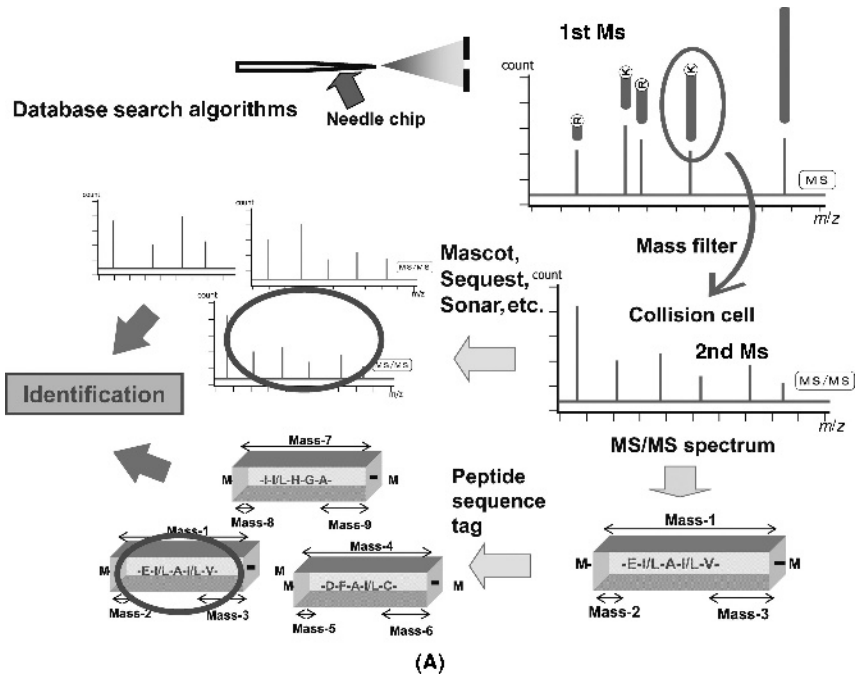 1st Ms
count
R
K
R
K
MS
m/z
Database search algorithms
Needle chip
Mass filter
count
count
MS/MS
m/z
Mascot,
Sequest,
Sonar, etc.
count
Collision cell
2nd Ms
MS/MS
m/z
count
MS/MS
m/z
Identification
MS/MS spectrum
Mass-7
M-
-I-I/L-H-G-A-
- M
Mass-8
Mass-9
Peptide
sequence
tag
Mass-1
M-
-E-I/L-A-I/L-V-
-
Mass-2
Mass-3
Mass-4
M
M
-D-F-A-I/L-C-
- M
Mass-5
Mass-6
Mass-1
M-
-E-I/L-A-I/L-V-
- M
Mass-2
Mass-3
(A)